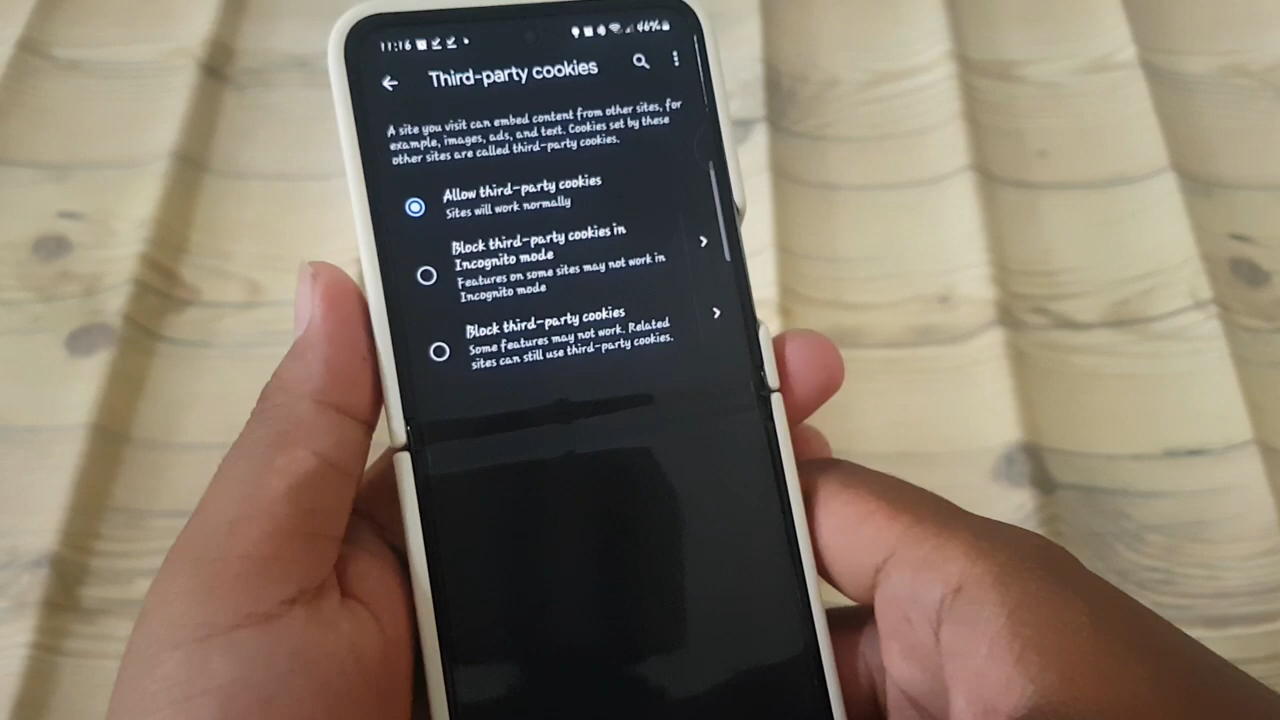 11:16
46%
Third-party cookies
A site you visit can embed content from other sites, for
example, images, ads, and text. Cookies set by these
other sites are called third-party cookies.
Allow third-party cookies
Sites will work normally
Block third-party cookies in
Incognito mode
Features on some sites may not work in
Incognito mode
Block third-party cookies
Some features may not work. Related
sites can still use third-party cookies.